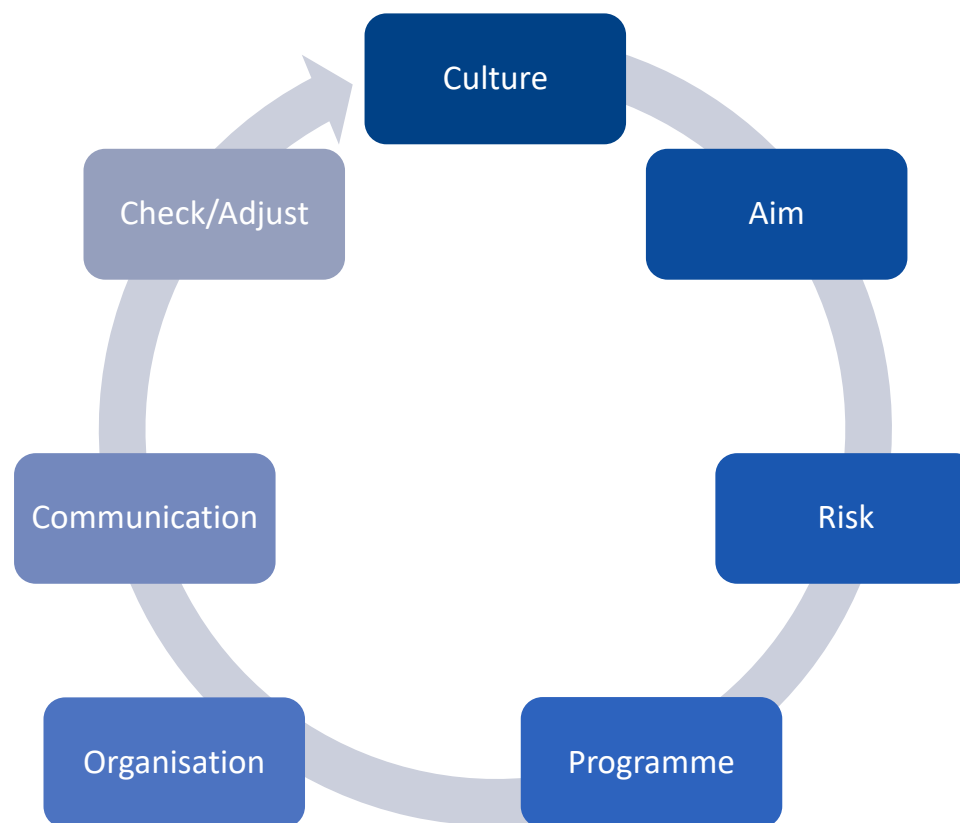 Culture
Aim
Risk
Programme
Organisation
Communication
Check/Adjust